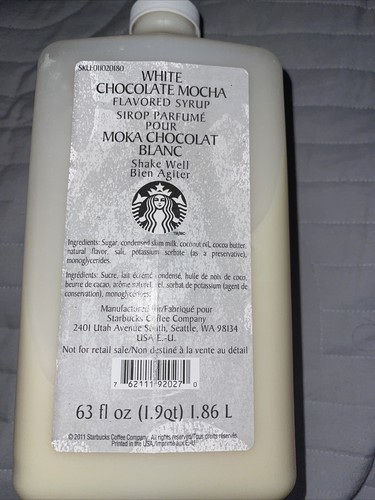 SKU:011020180
WHITE
CHOCOLATE MOCHA
FLAVORED SYRUP
SIROP PARFUMÉ
POUR
MOKA CHOCOLAT
BLANC
Shake Well
Bien Agiter
Ingredients: Sugar, condensed skim milk, coconut oil, cocoa butter,
natural flavor, salt, potassium sorbate (as a preservative),
monoglycerides.
Ingrédients: Sucre, lait écrémé condensé, huile de noix de coco,
beurre de cacao, arôme naturel, sel, sorbate de potassium (agent de
conservation), monoglycérides.
Manufactured for/Fabriqué pour
Starbucks Coffee Company
2401 Utah Avenue South, Seattle, WA 98134
USA É.-U.
Not for retail sale/Non destiné à la vente au détail
7 62111 92027 0
63 fl oz (1.9qt) 1.86 L
© 2011 Starbucks Coffee Company. All rights reserved/Tous droits réservés.
Printed in the USA/Imprimé aux É.-U.